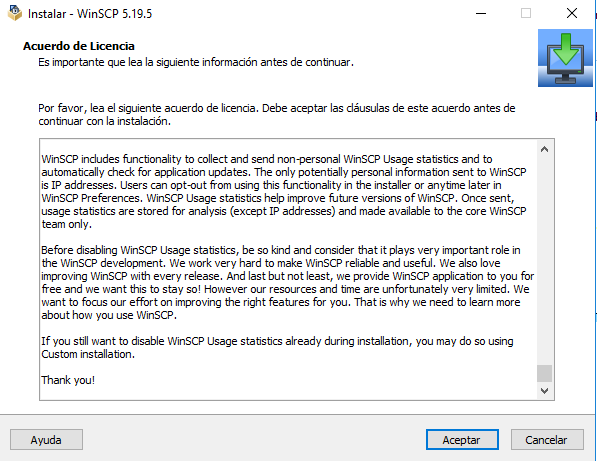 Instalar - WinSCP 5.19.5
Acuerdo de Licencia
Es importante que lea la siguiente información antes de continuar.
Por favor, lea el siguiente acuerdo de licencia. Debe aceptar las cláusulas de este acuerdo antes de
continuar con la instalación.
WinSCP includes functionality to collect and send non-personal WinSCP Usage statistics and to
automatically check for application updates. The only potentially personal information sent to WinSCP
is IP addresses. Users can opt-out from using this functionality in the installer or anytime later in
WinSCP Preferences. WinSCP Usage statistics help improve future versions of WinSCP. Once sent,
usage statistics are stored for analysis (except IP addresses) and made available to the core WinSCP
team only.
Before disabling WinSCP Usage statistics, be so kind and consider that it plays very important role in
the WinSCP development. We work very hard to make WinSCP reliable and useful. We also love
improving WinSCP with every release. And last but not least, we provide WinSCP application to you for
free and we want this to stay so! However our resources and time are unfortunately very limited. We
want to focus our effort on improving the right features for you. That is why we need to learn more
about how you use WinSCP.
If you still want to disable WinSCP Usage statistics already during installation, you may do so using
Custom installation.
Thank you!
Ayuda
Aceptar
Cancelar